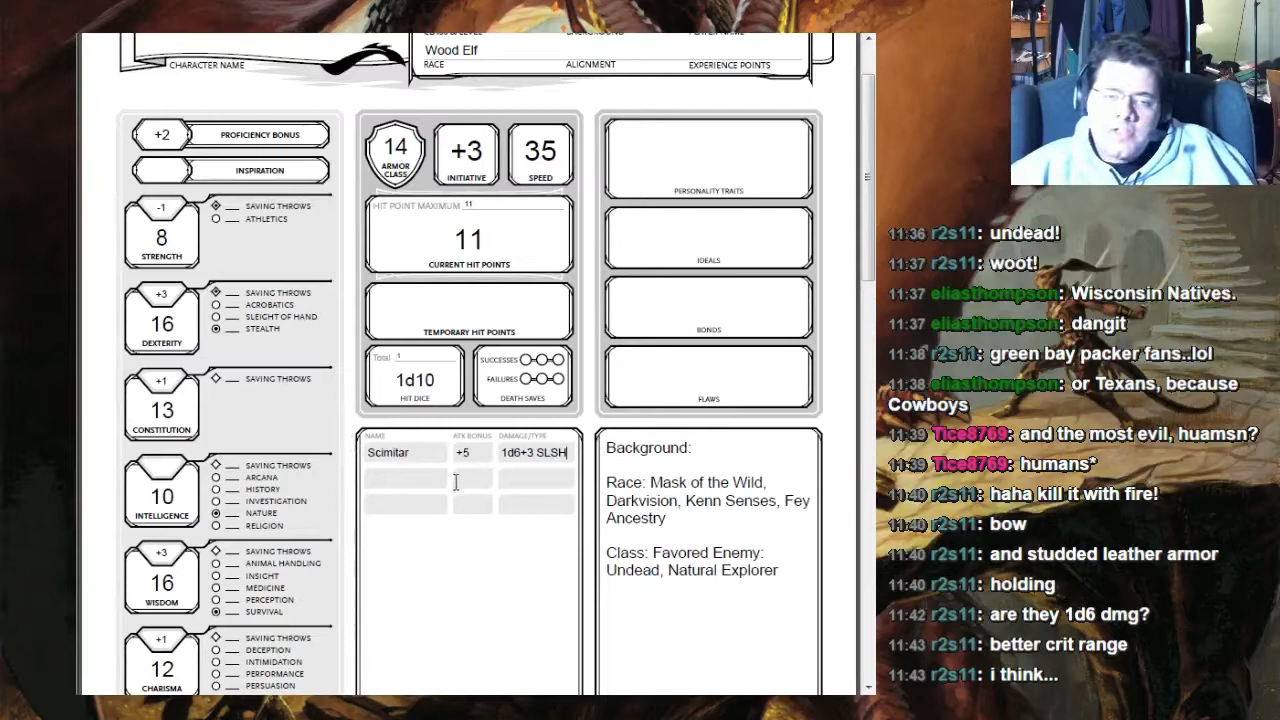 CLASS & LEVEL BACKGROUND PLAYER NAME
Wood Elf
CHARACTER NAME RACE ALIGNMENT EXPERIENCE POINTS
+2 PROFICIENCY BONUS
INSPIRATION
-1 SAVING THROWS
ATHLETICS
8
STRENGTH
+3 SAVING THROWS
ACROBATICS
SLEIGHT OF HAND
16 STEALTH
DEXTERITY
+1 SAVING THROWS
13
CONSTITUTION
SAVING THROWS
ARCANA
10 HISTORY
INVESTIGATION
INTELLIGENCE NATURE
RELIGION
+3 SAVING THROWS
ANIMAL HANDLING
16 INSIGHT
MEDICINE
WISDOM PERCEPTION
SURVIVAL
+1 SAVING THROWS
DECEPTION
12 INTIMIDATION
PERFORMANCE
CHARISMA PERSUASION
14 ARMOR CLASS
+3 INITIATIVE
35 SPEED
HIT POINT MAXIMUM 11
11
CURRENT HIT POINTS
TEMPORARY HIT POINTS
Total 1
1d10
HIT DICE
SUCCESSES
FAILURES
DEATH SAVES
NAME ATK BONUS DAMAGE/TYPE
Scimitar +5 1d6+3 SLSH
PERSONALITY TRAITS
IDEALS
BONDS
FLAWS
Background:
Race: Mask of the Wild,
Darkvision, Kenn Senses, Fey
Ancestry
Class: Favored Enemy:
Undead, Natural Explorer
11:36 r2s11: undead!
11:37 r2s11: woot!
11:37 eliasthompson: Wisconsin Natives.
11:37 eliasthompson: dangit
11:38 r2s11: green bay packer fans..lol
11:38 eliasthompson: or Texans, because
Cowboys
11:39 Tice8769: and the most evil, huamsn?
11:39 Tice8769: humans*
11:40 r2s11: haha kill it with fire!
11:40 r2s11: bow
11:40 r2s11: and studded leather armor
11:40 r2s11: holding
11:42 r2s11: are they 1d6 dmg?
11:43 r2s11: better crit range
11:43 r2s11: i think...